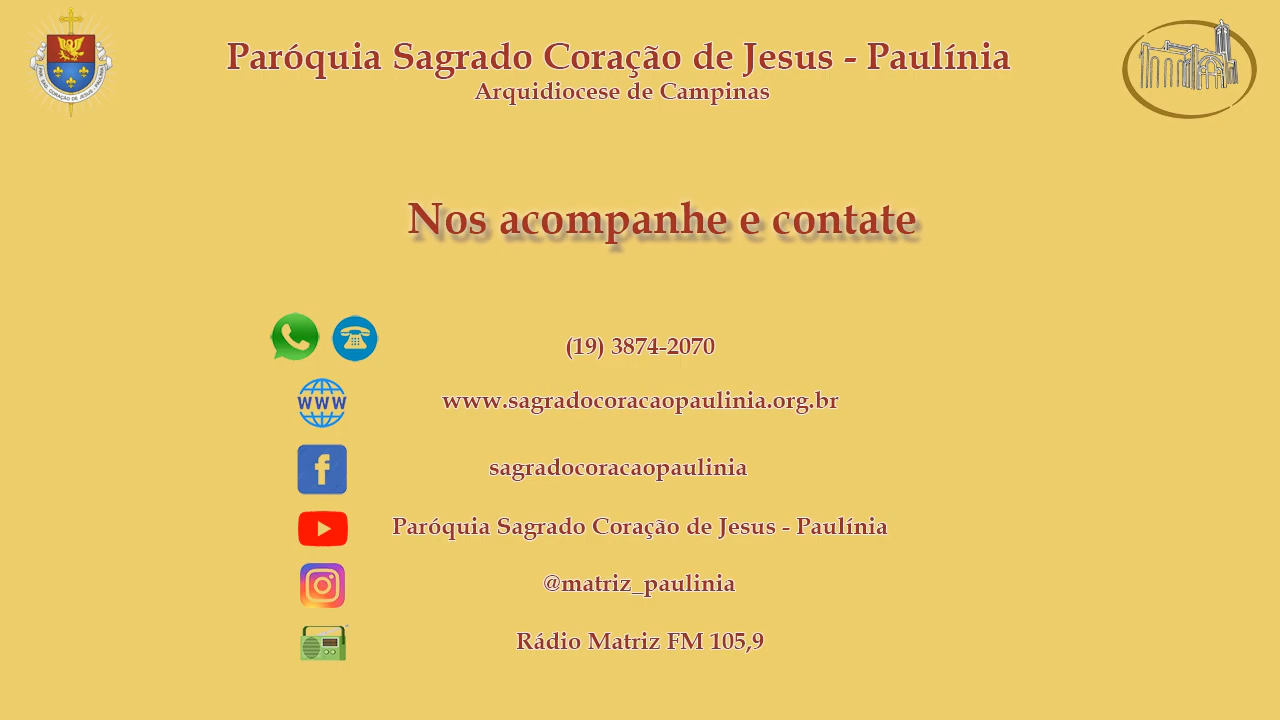 Paróquia Sagrado Coração de Jesus - Paulínia
Arquidiocese de Campinas
Nos acompanhe e contate
(19) 3874-2070
WWW
www.sagradocoracaopaulinia.org.br
f
sagradocoracaopaulinia
Paróquia Sagrado Coração de Jesus - Paulínia
@matriz_paulinia
Rádio Matriz FM 105,9